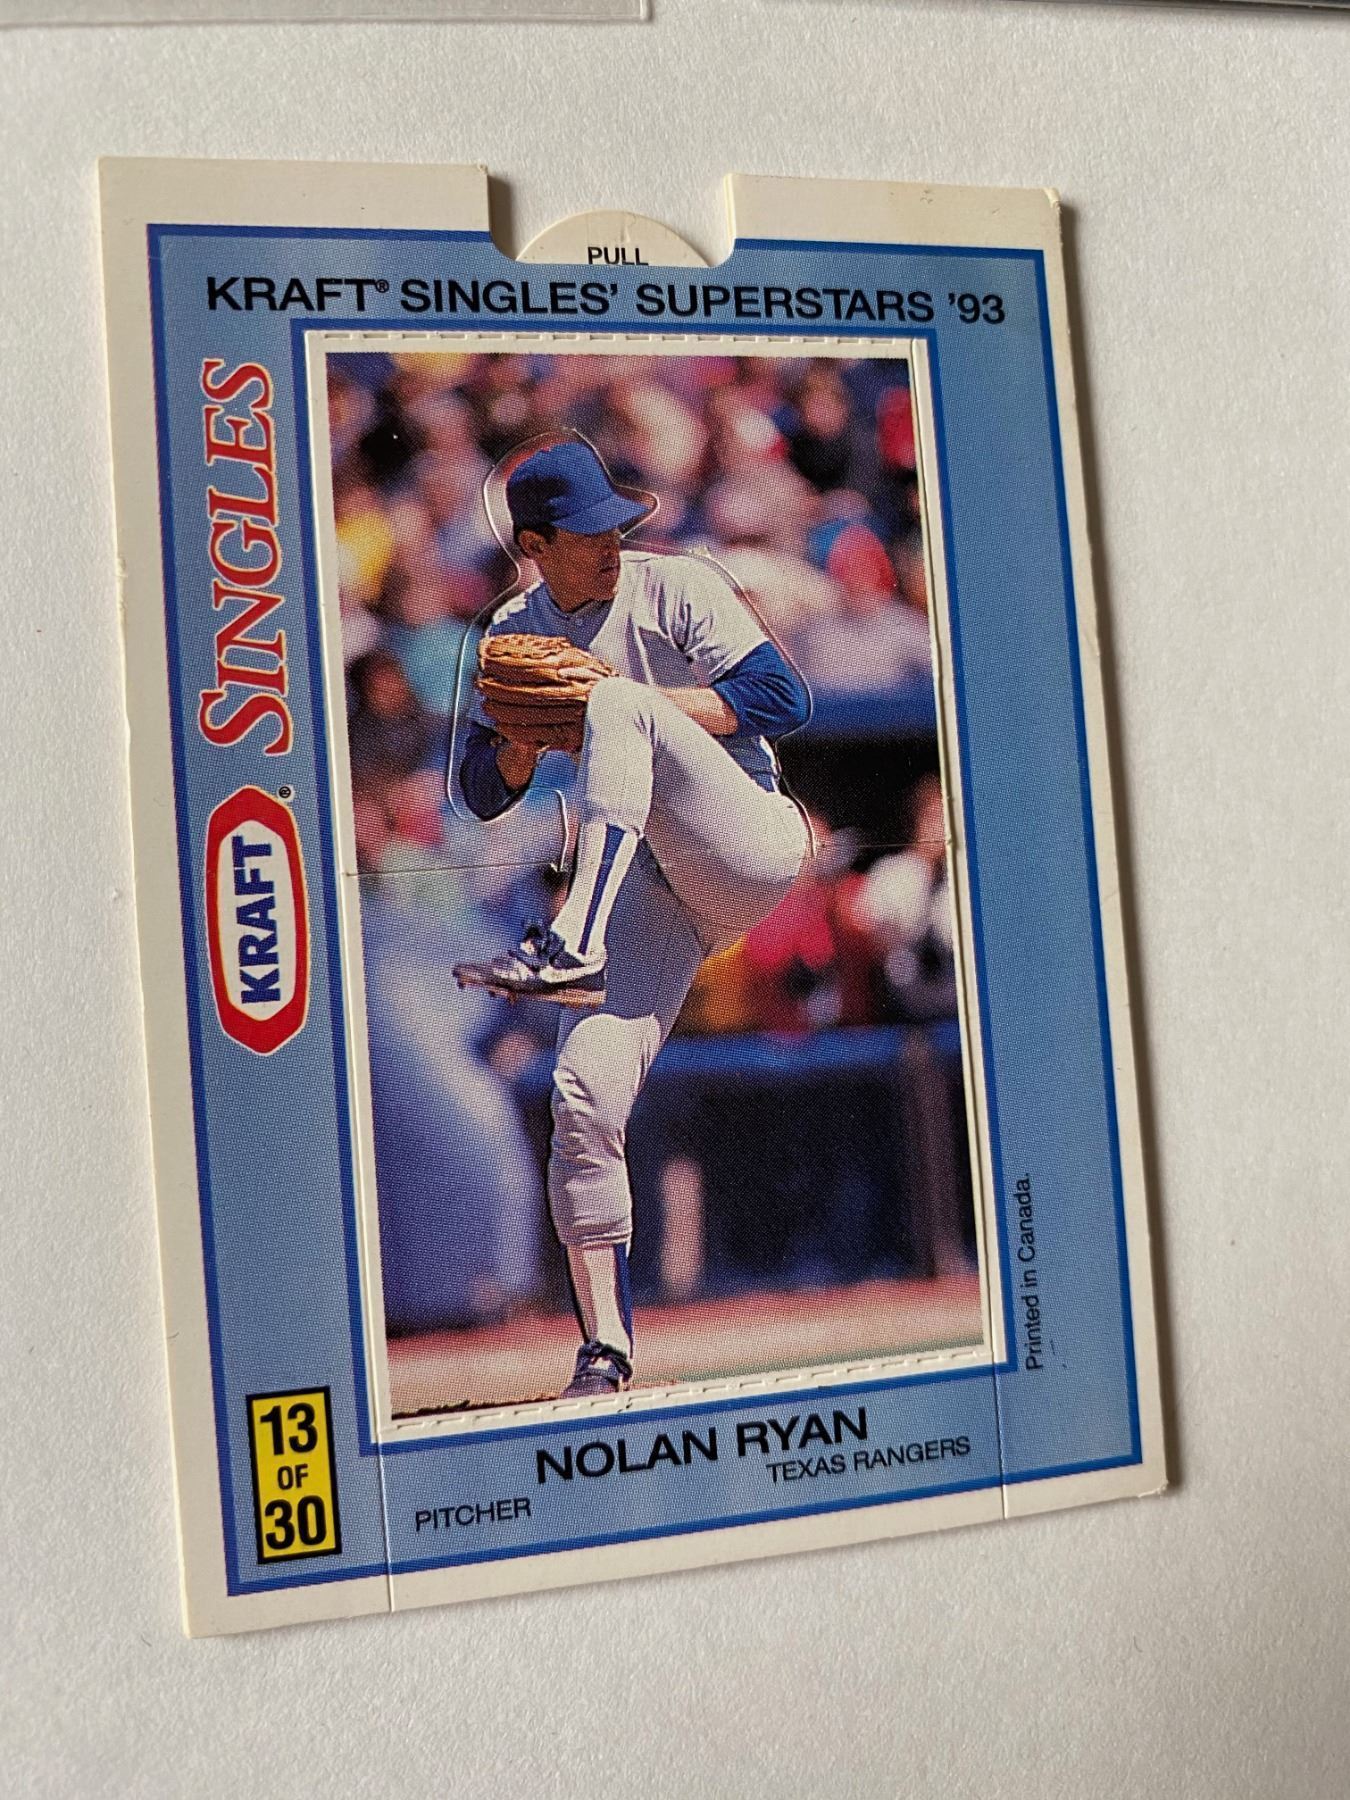 PULL
KRAFT® SINGLES' SUPERSTARS '93
KRAFT® SINGLES
Printed in Canada.
13
OF
30
NOLAN RYAN
TEXAS RANGERS
PITCHER